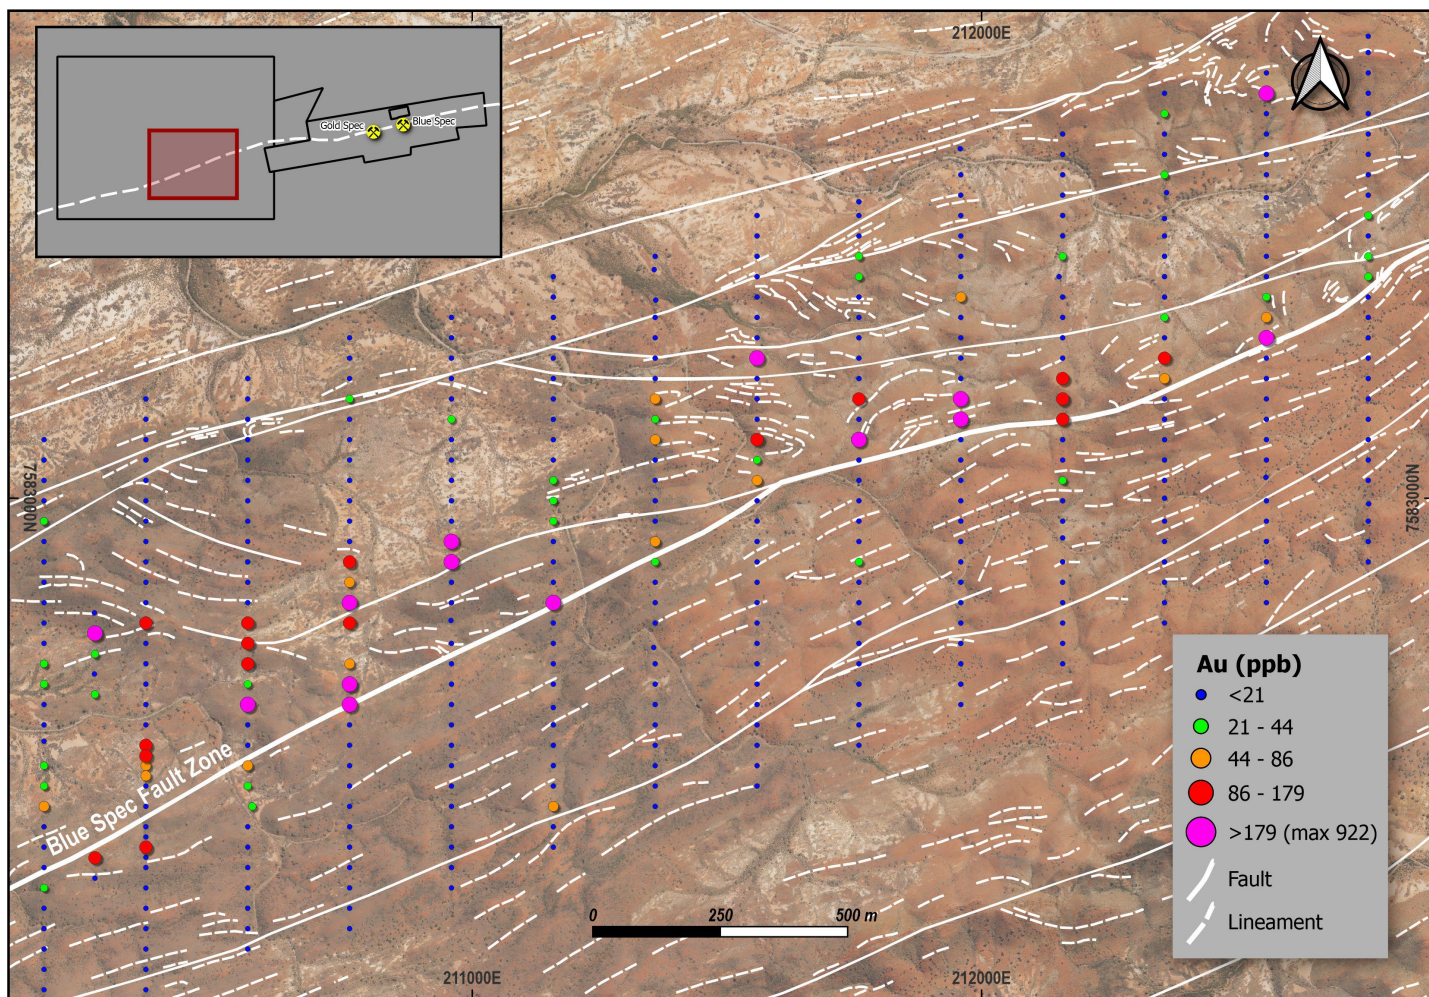 212000E
Gold Spec
Blue Spec
7583000N
7583000N
Blue Spec Fault Zone
Au (ppb)
<21
21 - 44
44 - 86
86 - 179
>179 (max 922)
Fault
Lineament
0 250 500 m
211000E
212000E